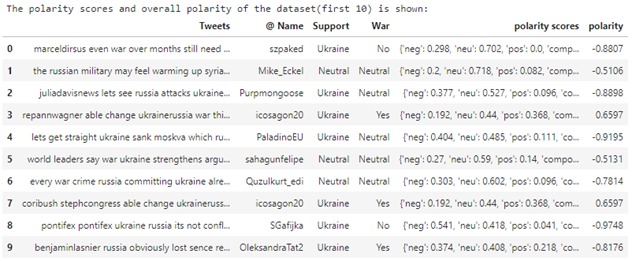 The polarity scores and overall polarity of the dataset(first 10) is shown:
Tweets @ Name Support War polarity scores polarity
0 marceldirsus even war over months still need ... szpaked Ukraine No {'neg': 0.298, 'neu': 0.702, 'pos': 0.0, 'comp... -0.8807
1 the russian military may feel warming up syria... Mike_Eckel Neutral Neutral {'neg': 0.2, 'neu': 0.718, 'pos': 0.082, 'com... -0.5106
2 juliadavisnews lets see russia attacks ukraine... Purpmongoose Ukraine Neutral {'neg': 0.377, 'neu': 0.527, 'pos': 0.096, 'co... -0.8898
3 repannwagner able change ukrainerussia war thi... icosagon20 Ukraine Yes {'neg': 0.192, 'neu': 0.44, 'pos': 0.368, 'com... 0.6597
4 lets get straight ukraine sank moskva which ru... PaladinoEU Ukraine Neutral {'neg': 0.404, 'neu': 0.485, 'pos': 0.111, 'co... -0.9195
5 world leaders say war ukraine strengthens argu... sahagunfelipe Neutral Neutral {'neg': 0.27, 'neu': 0.59, 'pos': 0.14, 'compo... -0.5131
6 every war crime russia committing ukraine alre... Quzulkurt_edi Ukraine Neutral {'neg': 0.303, 'neu': 0.602, 'pos': 0.096, 'co... -0.7814
7 coribush stephcongress able change ukraineruss... icosagon20 Ukraine Yes {'neg': 0.192, 'neu': 0.44, 'pos': 0.368, 'com... 0.6597
8 pontifex pontifex ukraine russia its not confl... SGafijka Ukraine No {'neg': 0.541, 'neu': 0.418, 'pos': 0.041, 'co... -0.9748
9 benjaminlasnier russia obviously lost sence re... OleksandraTat2 Ukraine Yes {'neg': 0.374, 'neu': 0.408, 'pos': 0.218, 'com... -0.8176